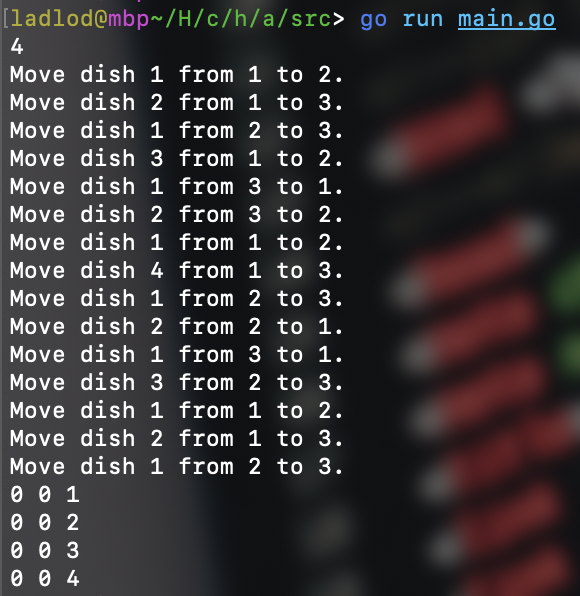 [ladlod@mbp~/H/c/h/a/src> go run main.go
4
Move dish 1 from 1 to 2.
Move dish 2 from 1 to 3.
Move dish 1 from 2 to 3.
Move dish 3 from 1 to 2.
Move dish 1 from 3 to 1.
Move dish 2 from 3 to 2.
Move dish 1 from 1 to 2.
Move dish 4 from 1 to 3.
Move dish 1 from 2 to 3.
Move dish 2 from 2 to 1.
Move dish 1 from 3 to 1.
Move dish 3 from 2 to 3.
Move dish 1 from 1 to 2.
Move dish 2 from 1 to 3.
Move dish 1 from 2 to 3.
0 0 1
0 0 2
0 0 3
0 0 4